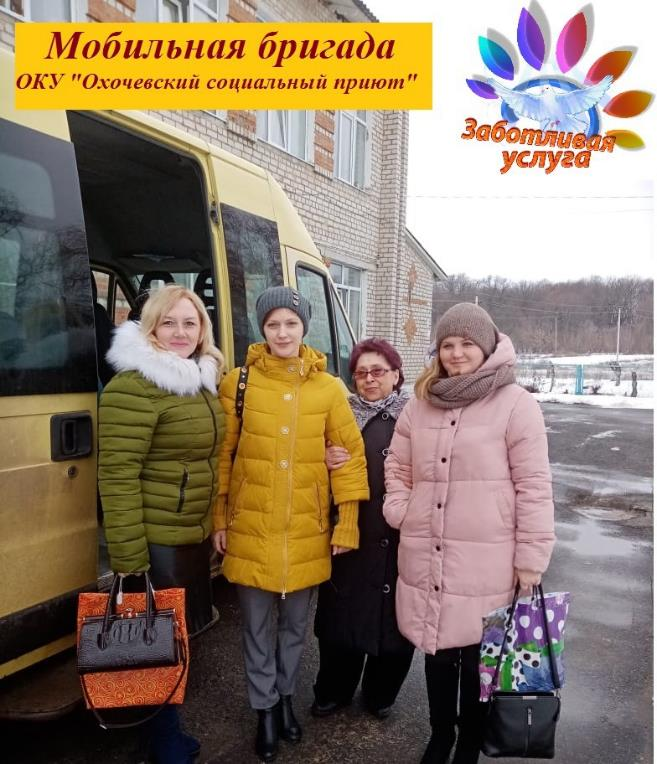 Мобильная бригада
ОКУ "Охочевский социальный приют"
Заботливая
услуга